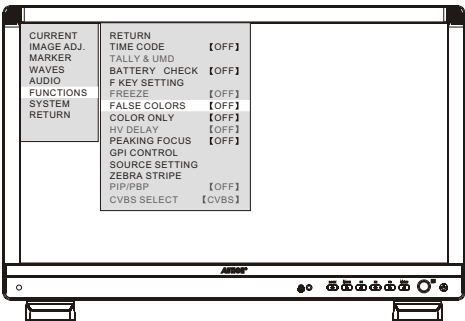 CURRENT
IMAGE ADJ.
MARKER
WAVES
AUDIO
FUNCTIONS
SYSTEM
RETURN
RETURN
TIME CODE 【OFF】
TALLY & UMD
BATTERY CHECK 【OFF】
F KEY SETTING
FREEZE 【OFF】
FALSE COLORS 【OFF】
COLOR ONLY 【OFF】
HV DELAY 【OFF】
PEAKING FOCUS 【OFF】
GPI CONTROL
SOURCE SETTING
ZEBRA STRIPE
PIP/PBP 【OFF】
CVBS SELECT 【CVBS】